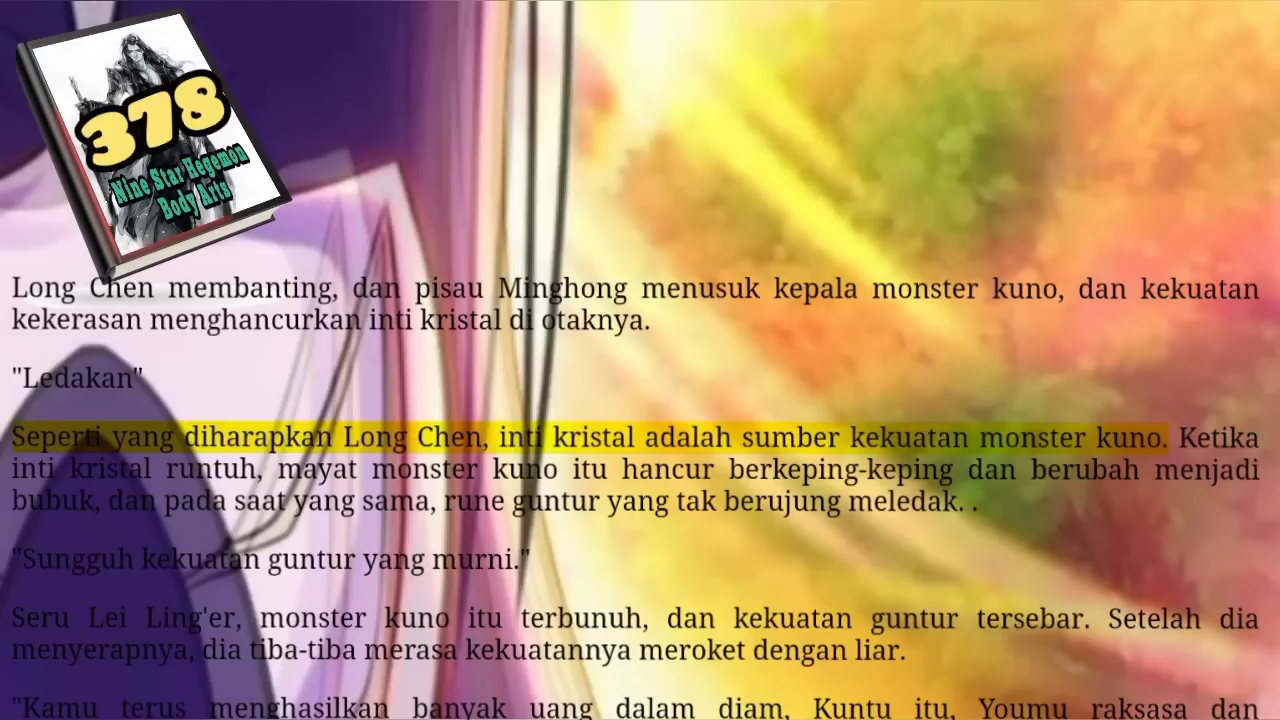 378
Nine Star Hegemon
Body Arts
Long Chen membanting, dan pisau Minghong menusuk kepala monster kuno, dan kekuatan
kekerasan menghancurkan inti kristal di otaknya.
"Ledakan"
Seperti yang diharapkan Long Chen, inti kristal adalah sumber kekuatan monster kuno. Ketika
inti kristal runtuh, mayat monster kuno itu hancur berkeping-keping dan berubah menjadi
bubuk, dan pada saat yang sama, rune guntur yang tak berujung meledak. .
"Sungguh kekuatan guntur yang murni."
Seru Lei Ling'er, monster kuno itu terbunuh, dan kekuatan guntur tersebar. Setelah dia
menyerapnya, dia tiba-tiba merasa kekuatannya meroket dengan liar.
"Kamu terus menghasilkan banyak uang dalam diam, Kuntu itu, Youmu raksasa dan